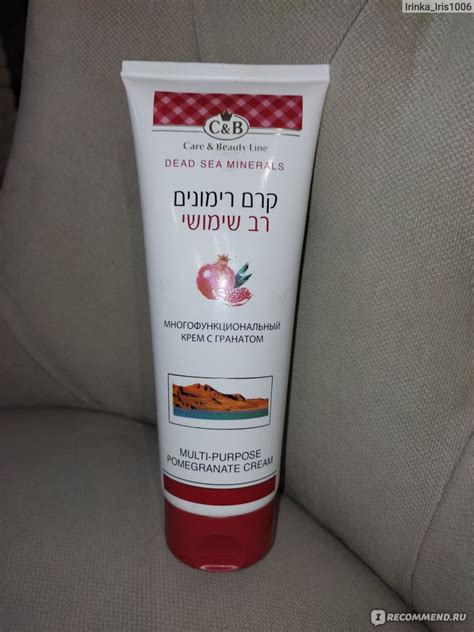 Irinka_Iris1006
C&B
Care & Beauty Line
DEAD SEA MINERALS
קרם רימונים
רב שימושי
МНОГОФУНКЦИОНАЛЬНЫЙ
КРЕМ С ГРАНАТОМ
MULTI-PURPOSE
POMEGRANATE CREAM
I RECOMMEND.RU